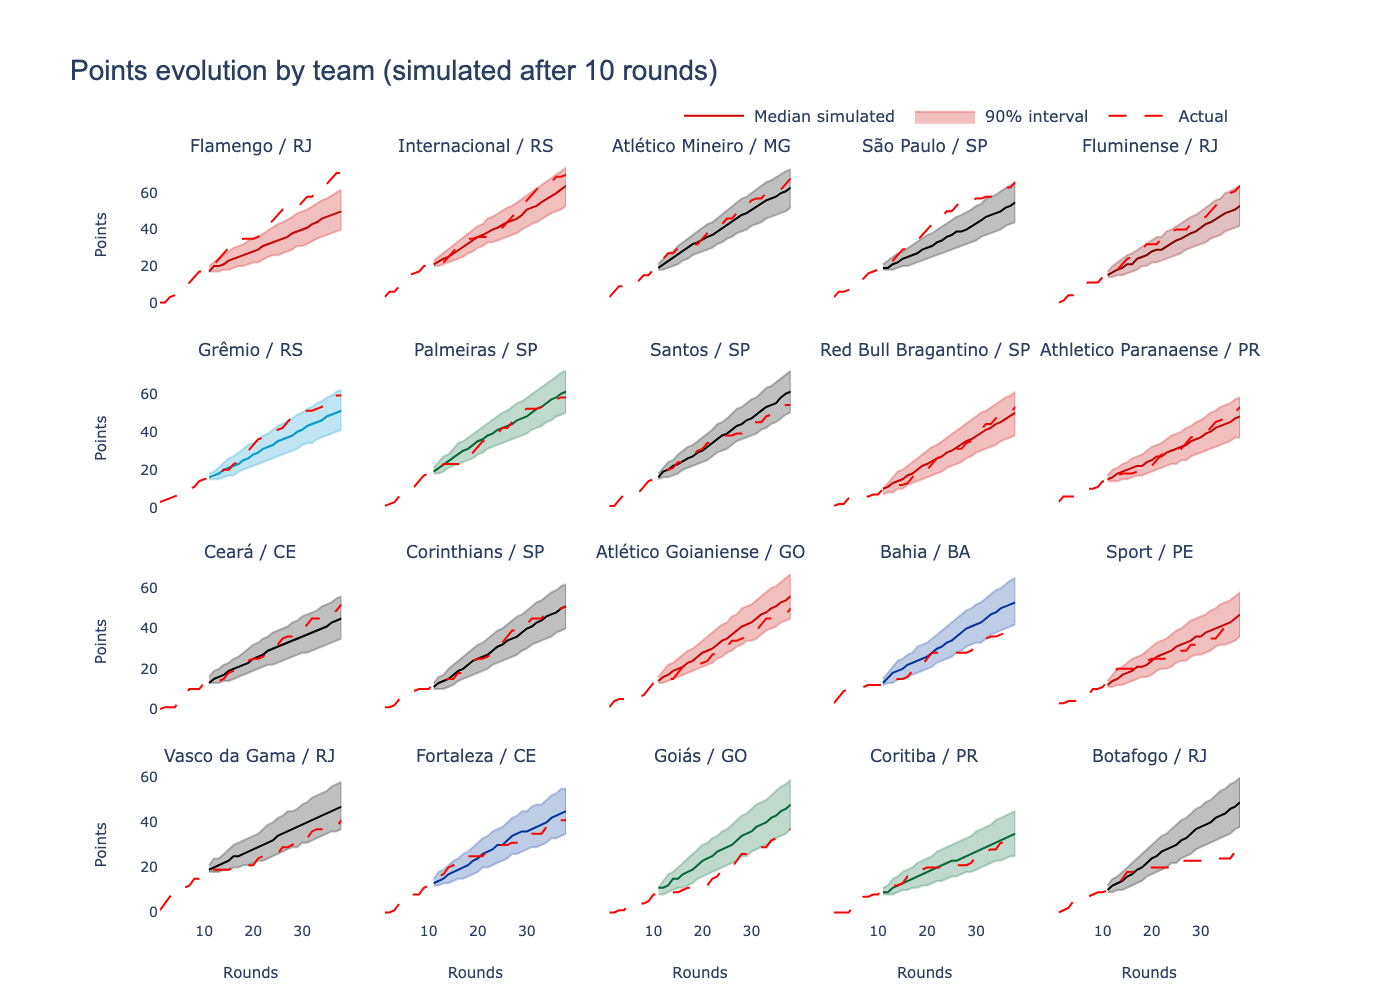 Points evolution by team (simulated after 10 rounds)
Median simulated 90% interval Actual
Flamengo / RJ Internacional / RS Atlético Mineiro / MG São Paulo / SP Fluminense / RJ
Points
60
40
20
0
Grêmio / RS Palmeiras / SP Santos / SP Red Bull Bragantino / SP Athletico Paranaense / PR
Points
60
40
20
0
Ceará / CE Corinthians / SP Atlético Goianiense / GO Bahia / BA Sport / PE
Points
60
40
20
0
Vasco da Gama / RJ Fortaleza / CE Goiás / GO Coritiba / PR Botafogo / RJ
Points
60
40
20
0
10 20 30 10 20 30 10 20 30 10 20 30 10 20 30
Rounds Rounds Rounds Rounds Rounds